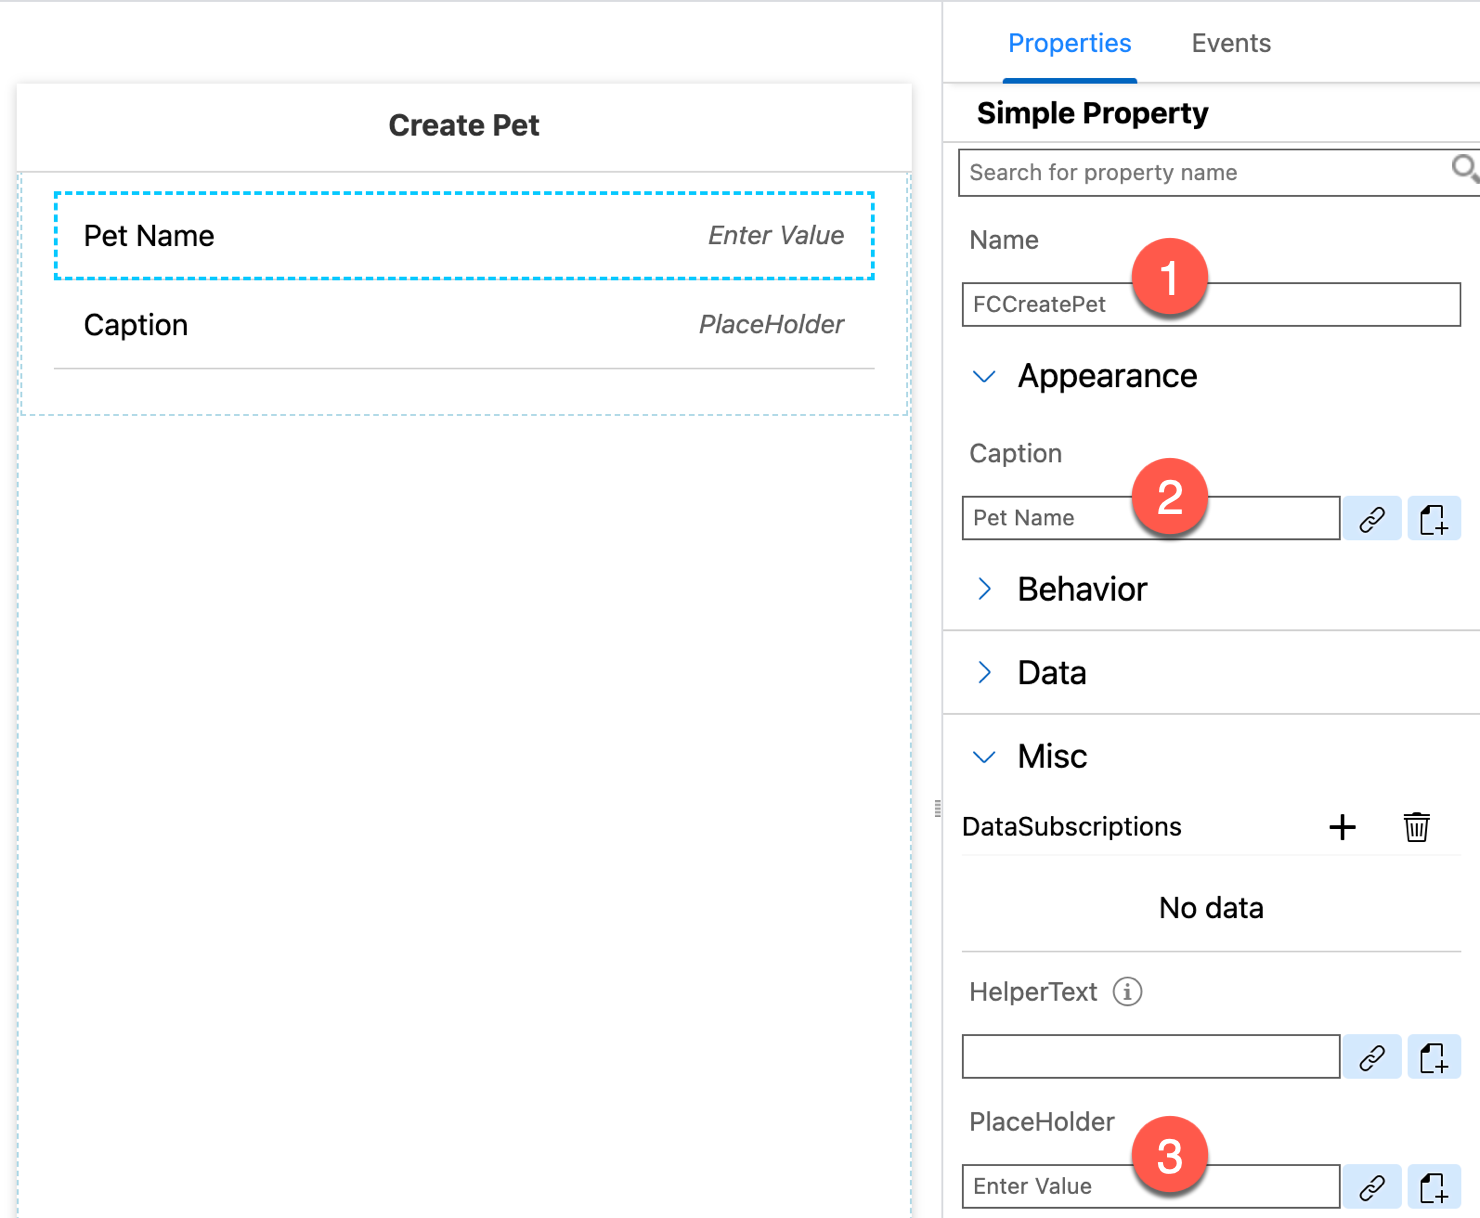 Create Pet
Pet Name Enter Value
Caption PlaceHolder
Properties Events
Simple Property
Search for property name
Name
1
FCCreatePet
Appearance
Caption
2
Pet Name
Behavior
Data
Misc
DataSubscriptions
No data
HelperText
PlaceHolder
3
Enter Value